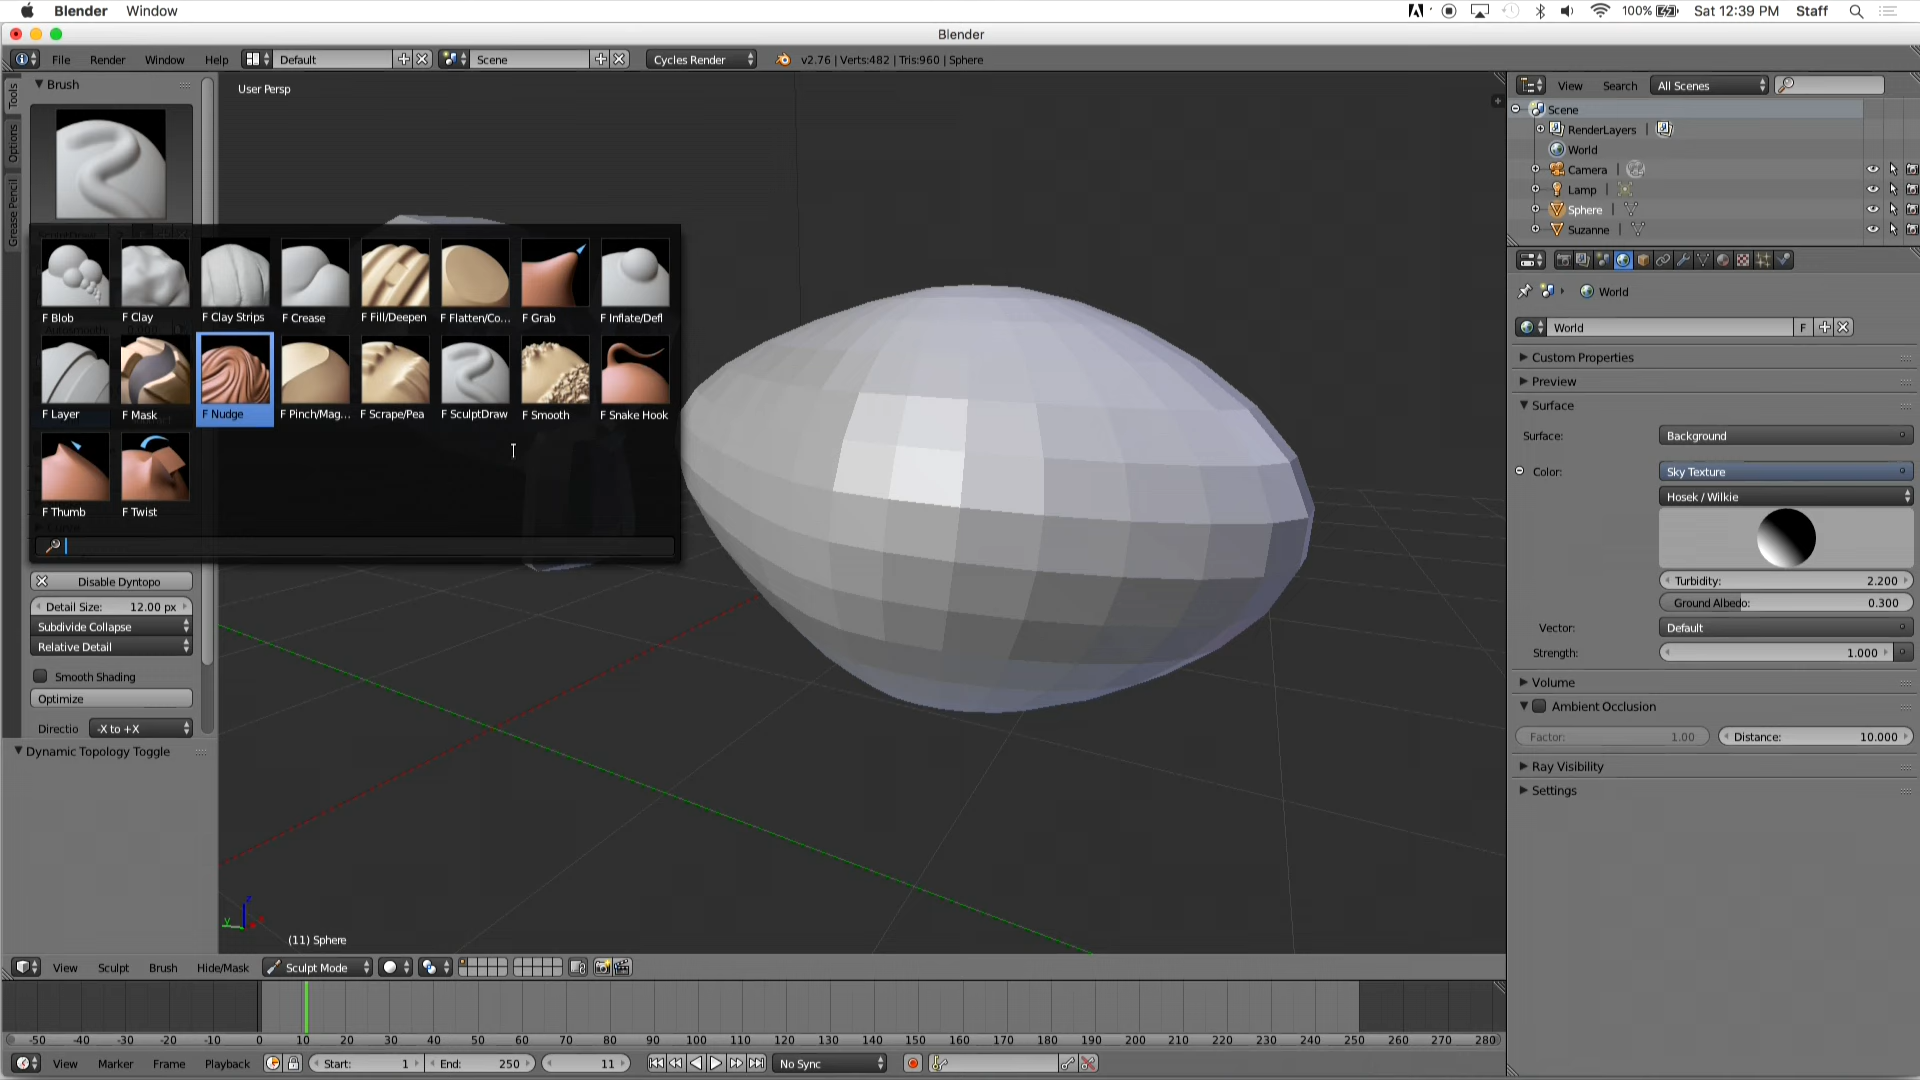 Blender Window 100% Sat 12:39 PM Staff
Blender
File Render Window Help Default Scene Cycles Render v2.76 | Verts:482 | Tris:960 | Sphere
Tools
Options
Grease Pencil
Brush
F Blob F Clay F Clay Strips F Crease F Fill/Deepen F Flatten/Co... F Grab F Inflate/Defl
F Layer F Mask F Nudge F Pinch/Mag... F Scrape/Pea F SculptDraw F Smooth F Snake Hook
F Thumb F Twist
Disable Dyntopo
Detail Size: 12.00 px
Subdivide Collapse
Relative Detail
Smooth Shading
Optimize
Directio -X to +X
Dynamic Topology Toggle
User Persp
(11) Sphere
View Sculpt Brush Hide/Mask Sculpt Mode
-50 -40 -30 -20 -10 0 10 20 30 40 50 60 70 80 90 100 110 120 130 140 150 160 170 180 190 200 210 220 230 240 250 260 270 280
View Marker Frame Playback Start: 1 End: 250 11 No Sync
View Search All Scenes
Scene
RenderLayers |
World
Camera |
Lamp |
Sphere |
Suzanne |
World
World F
Custom Properties
Preview
Surface
Surface: Background
Color: Sky Texture
Hosek / Wilkie
Turbidity: 2.200
Ground Albedo: 0.300
Vector: Default
Strength: 1.000
Volume
Ambient Occlusion
Factor: 1.00 Distance: 10.000
Ray Visibility
Settings